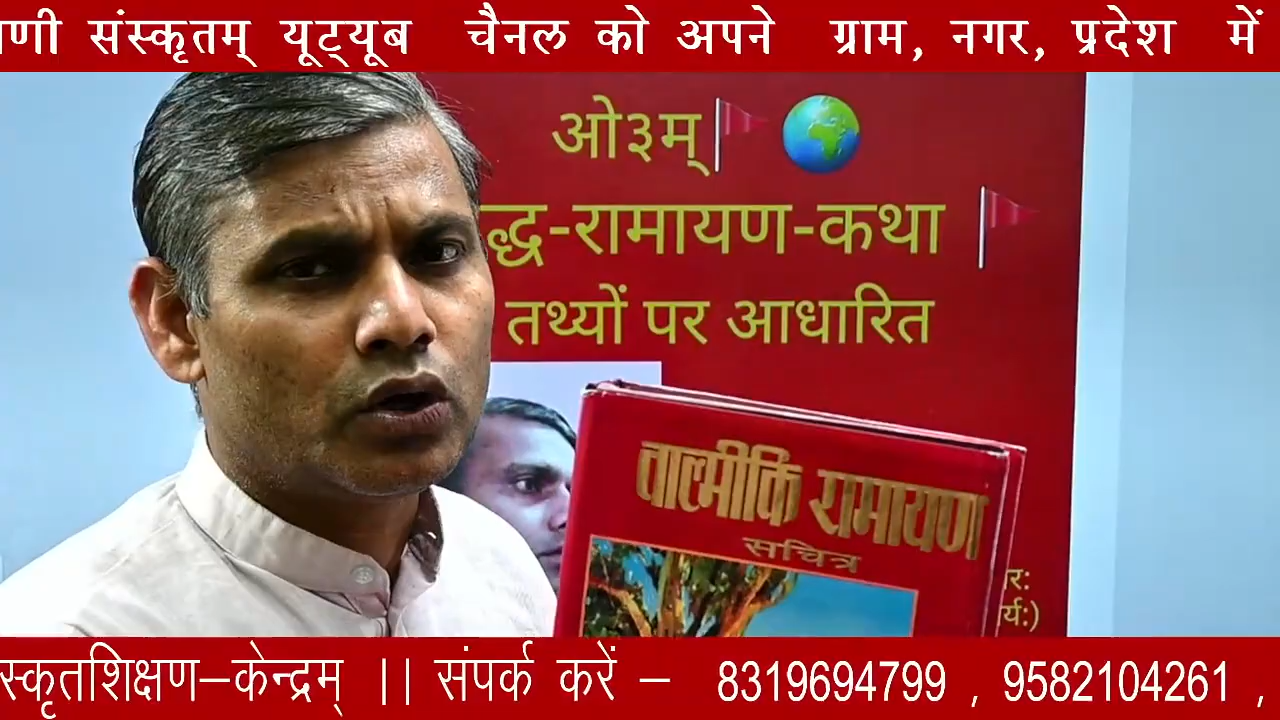 णी संस्कृतम् यूट्यूब चैनल को अपने ग्राम, नगर, प्रदेश में
ओ३म्
द्ध-रामायण-कथा
तथ्यों पर आधारित
वाल्मीकि रामायण
सचित्र
र:
र्य:)
स्कृतशिक्षण–केन्द्रम् || संपर्क करें – 8319694799 , 9582104261 ,